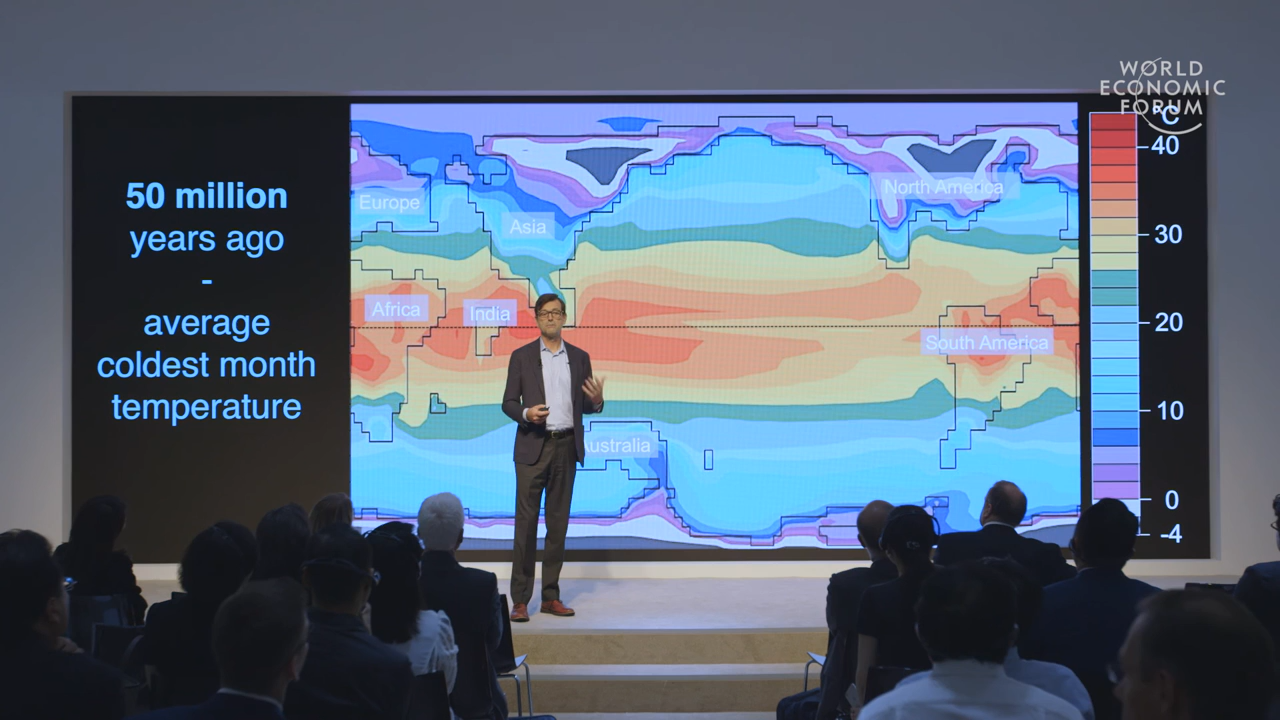 WORLD
ECONOMIC
FORUM
50 million
years ago
-
average
coldest month
temperature
Europe
Asia
North America
Africa
India
South America
Australia
°C
40
30
20
10
0
-4